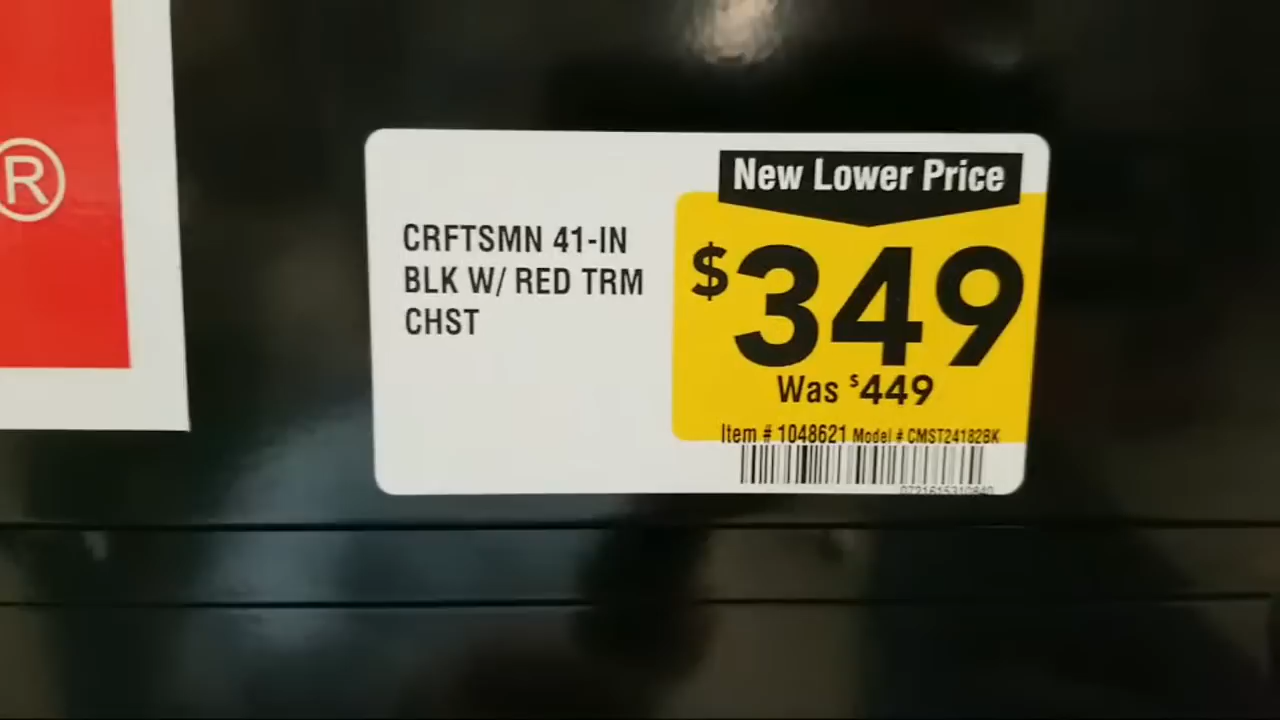 ®
New Lower Price
CRFTSMN 41-IN
BLK W/ RED TRM
CHST
$349
Was $449
Item # 1048621 Model # CMST24182BK